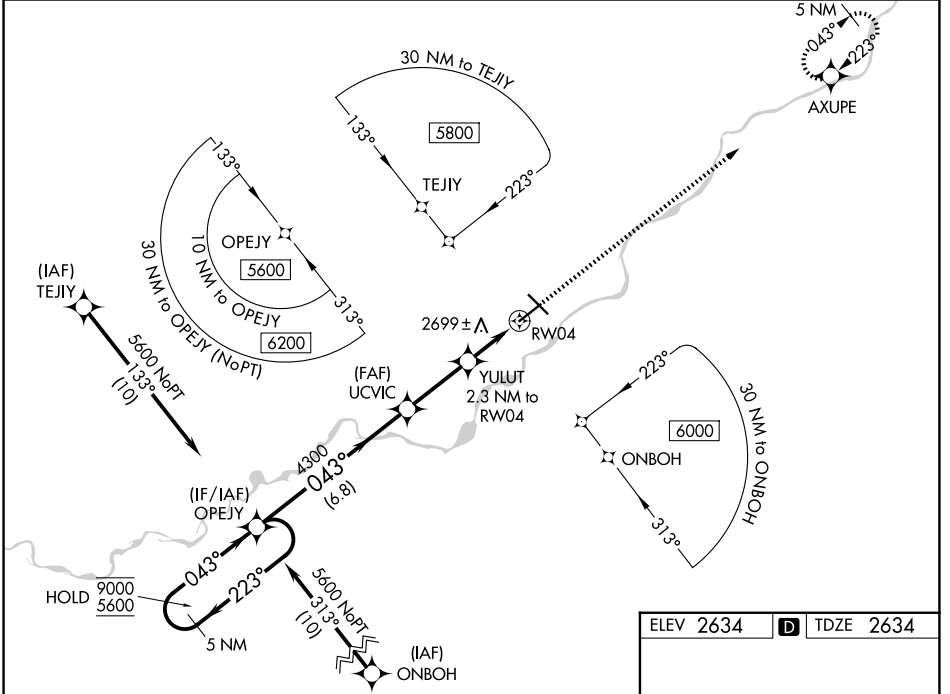 5 NM
043°
223°
AXUPE
30 NM to TEJIY
133°
5800
TEJIY
223°
133°
OPEJY
5600
10 NM to OPEJY
313°
6200
30 NM to OPEJY (NoPT)
(IAF)
TEJIY
5600 NoPT
133°
(10)
2699 ±
RW04
(FAF)
UCVIC
YULUT
2.3 NM to
RW04
223°
30 NM to ONBOH
6000
ONBOH
313°
4300
043°
(6.8)
(IF/IAF)
OPEJY
043°
223°
HOLD
9000
5600
5 NM
5600 NoPT
313°
(10)
(IAF)
ONBOH
ELEV 2634 D TDZE 2634